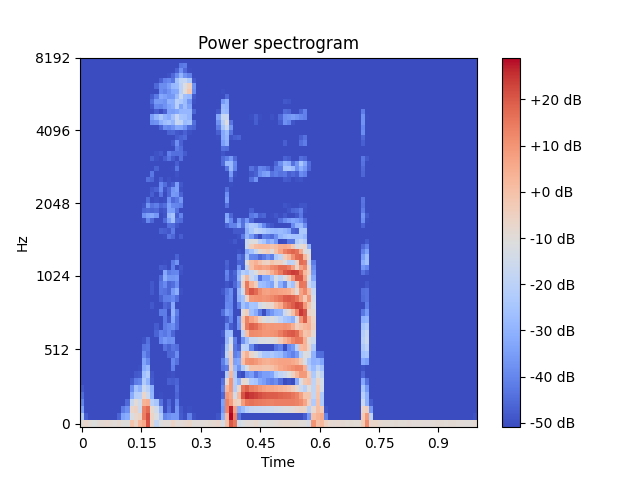 Power spectrogram
8192
4096
2048
1024
512
0
Hz
0
0.15
0.3
0.45
0.6
0.75
0.9
Time
+20 dB
+10 dB
+0 dB
-10 dB
-20 dB
-30 dB
-40 dB
-50 dB